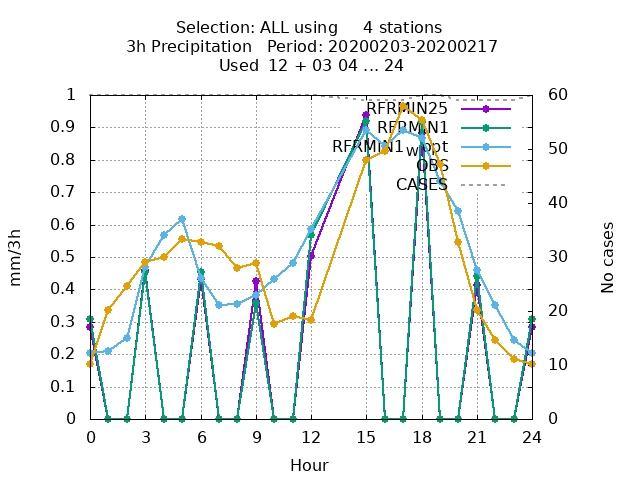 Selection: ALL using     4 stations
3h Precipitation   Period: 20200203-20200217
Used 12 + 03 04 ... 24
1
0.9
0.8
0.7
0.6
0.5
0.4
0.3
0.2
0.1
0
60
50
40
30
20
10
0
mm/3h
No cases
RFRMIN25
RFRMIN1
RFRMIN1_wopt
OBS
CASES
0 3 6 9 12 15 18 21 24
Hour